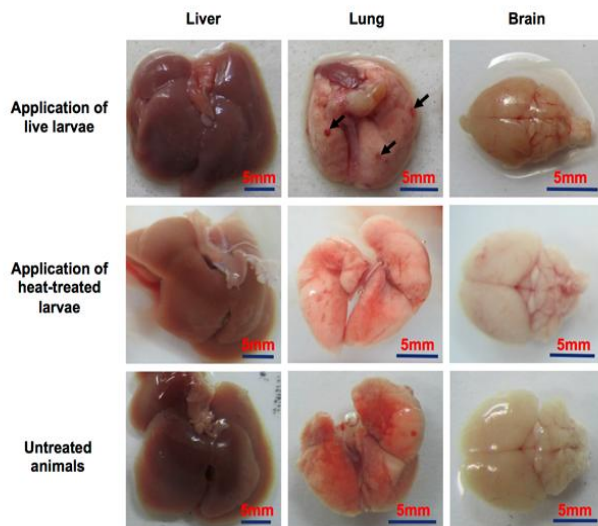 Liver
Lung
Brain
Application of
live larvae
5mm
5mm
5mm
Application of
heat-treated
larvae
5mm
5mm
5mm
Untreated
animals
5mm
5mm
5mm